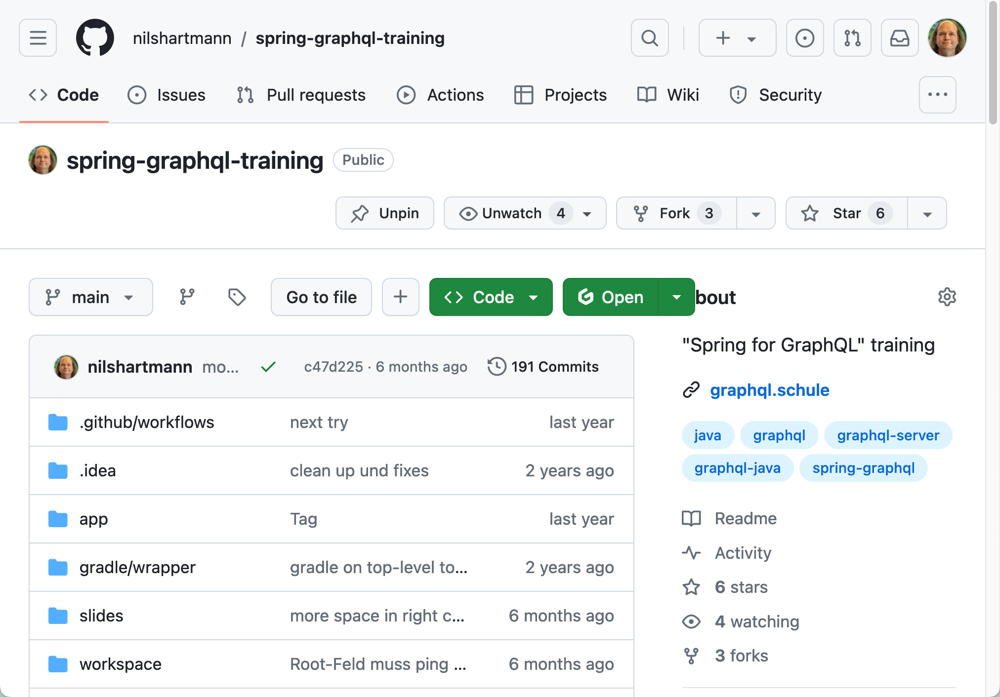 nilshartmann / spring-graphql-training
Code Issues Pull requests Actions Projects Wiki Security
spring-graphql-training Public
Unpin Unwatch 4 Fork 3 Star 6
main Go to file Code Open bout
"Spring for GraphQL" training
graphql.schule
java graphql graphql-server
graphql-java spring-graphql
Readme
Activity
6 stars
4 watching
3 forks
nilshartmann mo... c47d225 · 6 months ago 191 Commits
.github/workflows next try last year
.idea clean up und fixes 2 years ago
app Tag last year
gradle/wrapper gradle on top-level to... 2 years ago
slides more space in right c... 6 months ago
workspace Root-Feld muss ping ... 6 months ago